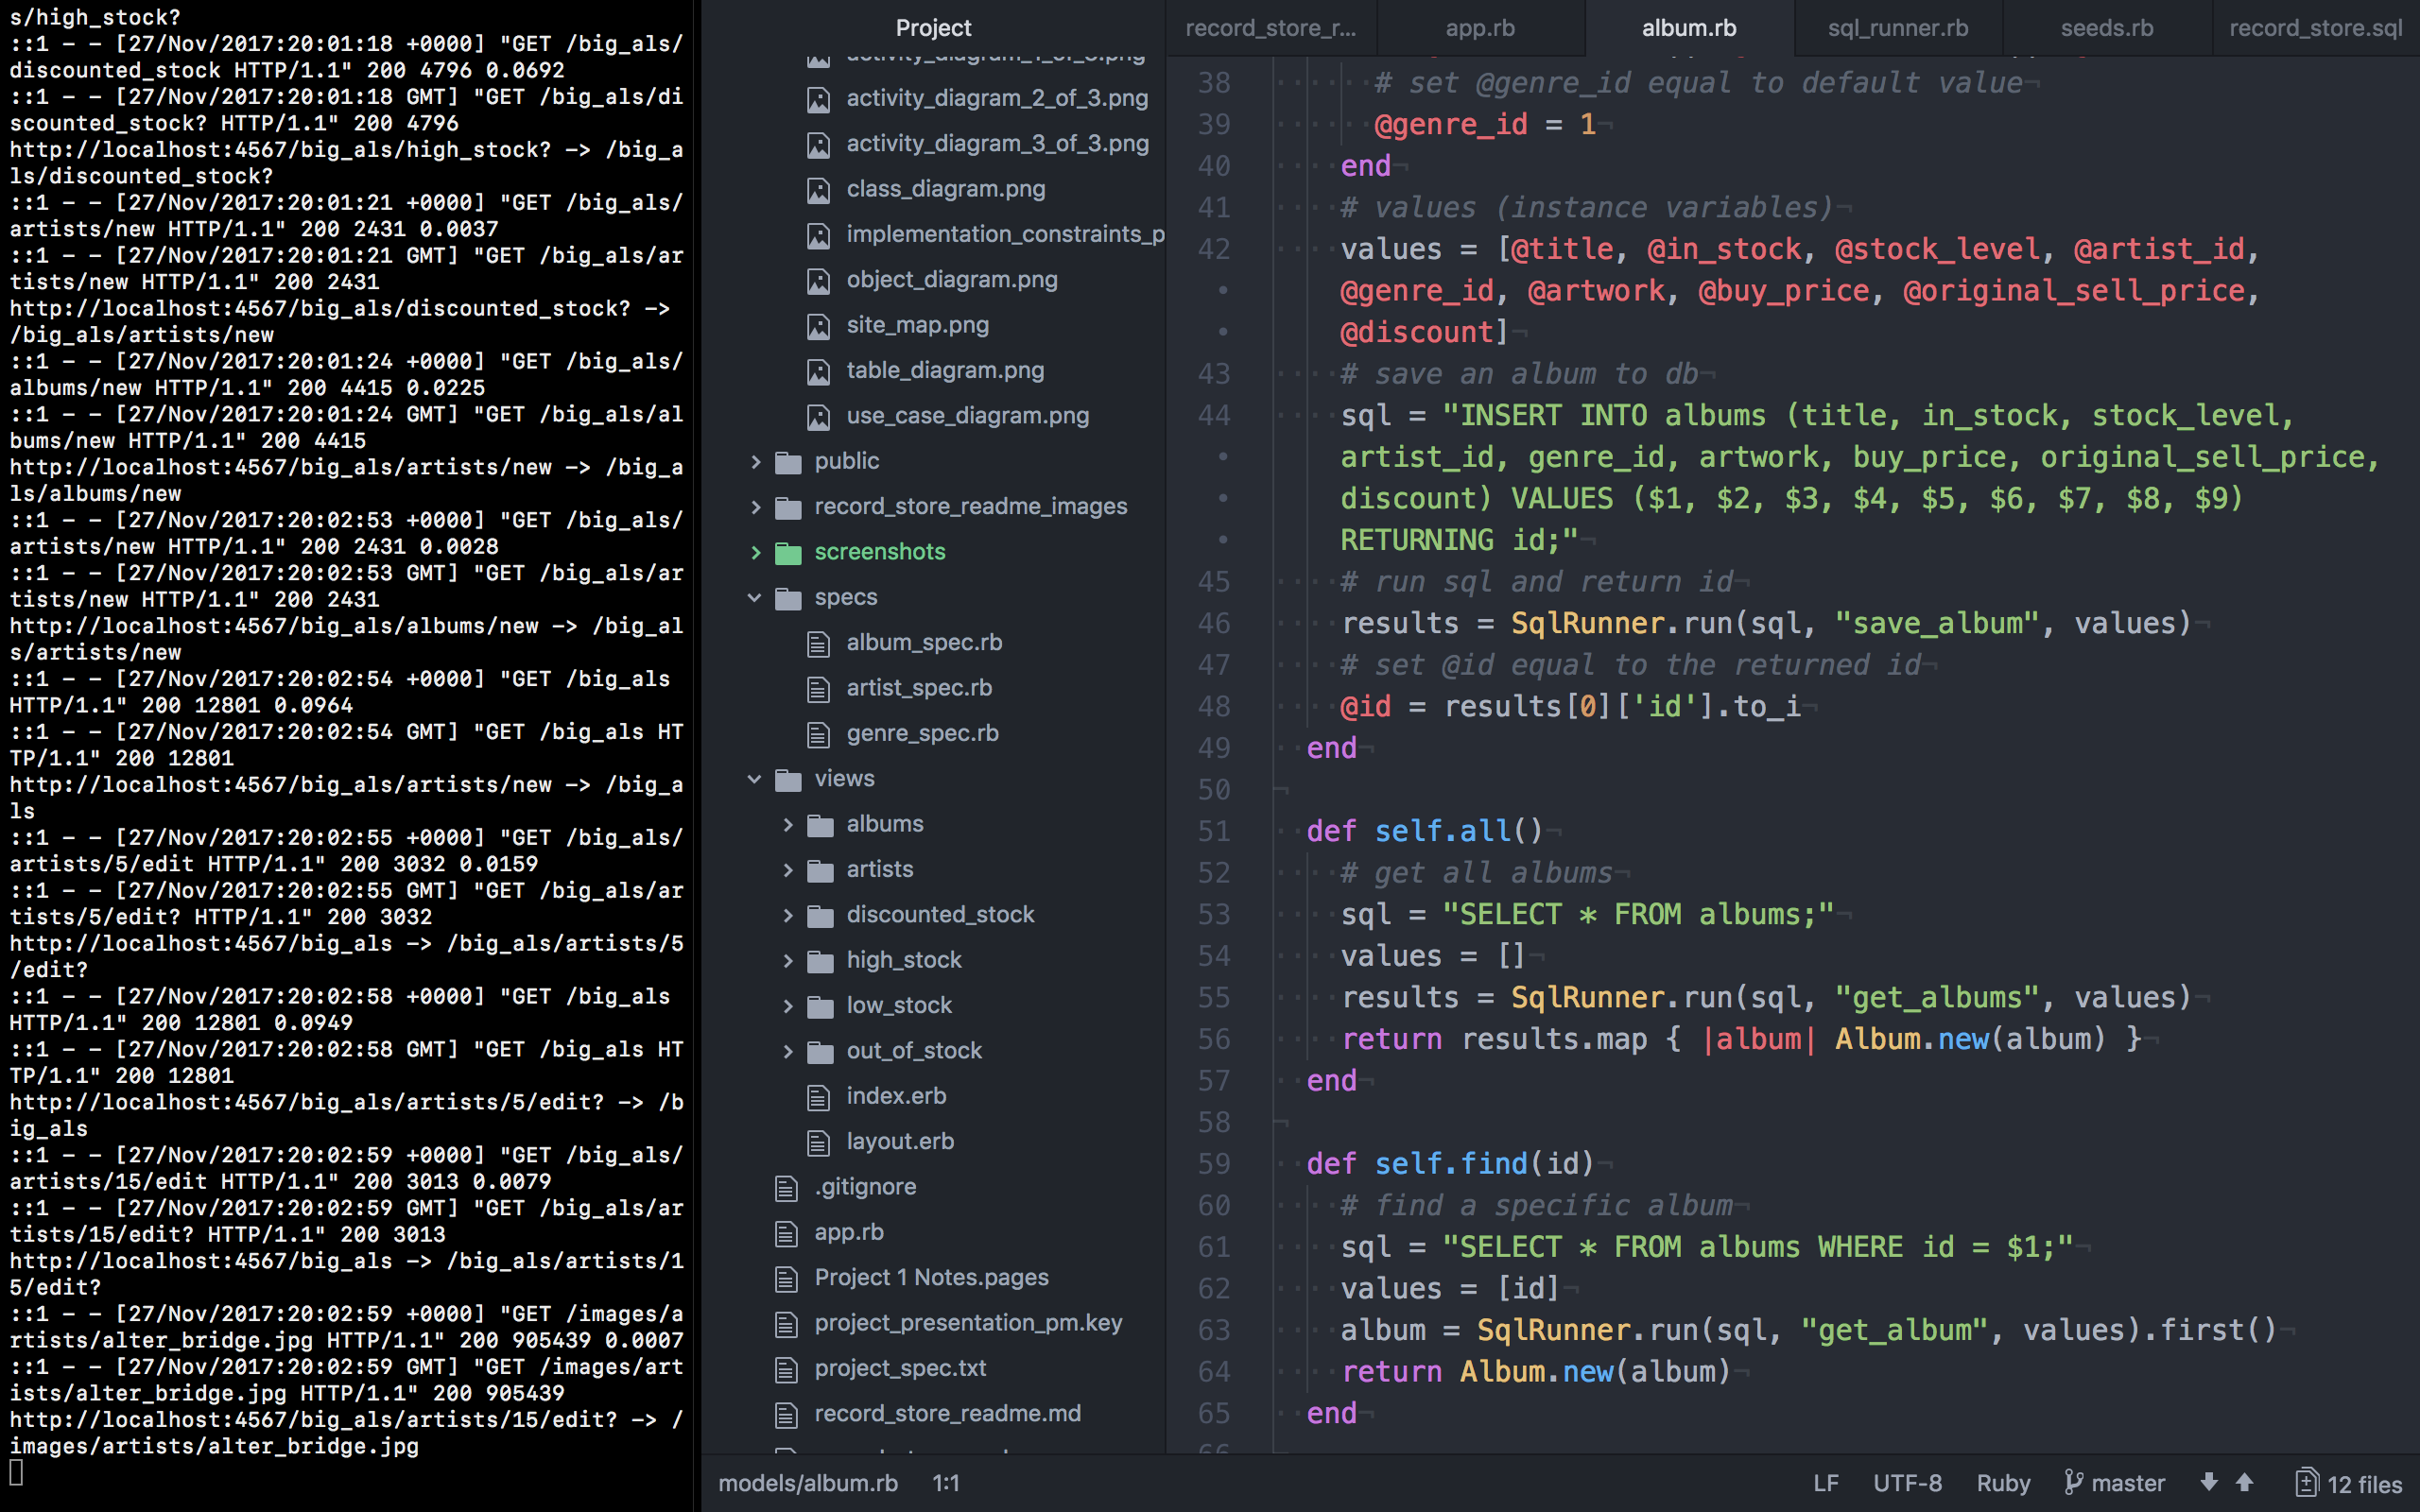 s/high_stock?
::1 - - [27/Nov/2017:20:01:18 +0000] "GET /big_als/
discounted_stock HTTP/1.1" 200 4796 0.0692
::1 - - [27/Nov/2017:20:01:18 GMT] "GET /big_als/di
scounted_stock? HTTP/1.1" 200 4796
http://localhost:4567/big_als/high_stock? -> /big_a
ls/discounted_stock?
::1 - - [27/Nov/2017:20:01:21 +0000] "GET /big_als/
artists/new HTTP/1.1" 200 2431 0.0037
::1 - - [27/Nov/2017:20:01:21 GMT] "GET /big_als/ar
tists/new HTTP/1.1" 200 2431
http://localhost:4567/big_als/discounted_stock? ->
/big_als/artists/new
::1 - - [27/Nov/2017:20:01:24 +0000] "GET /big_als/
albums/new HTTP/1.1" 200 4415 0.0225
::1 - - [27/Nov/2017:20:01:24 GMT] "GET /big_als/al
bums/new HTTP/1.1" 200 4415
http://localhost:4567/big_als/artists/new -> /big_a
ls/albums/new
::1 - - [27/Nov/2017:20:02:53 +0000] "GET /big_als/
artists/new HTTP/1.1" 200 2431 0.0028
::1 - - [27/Nov/2017:20:02:53 GMT] "GET /big_als/ar
tists/new HTTP/1.1" 200 2431
http://localhost:4567/big_als/albums/new -> /big_al
s/artists/new
::1 - - [27/Nov/2017:20:02:54 +0000] "GET /big_als
HTTP/1.1" 200 12801 0.0964
::1 - - [27/Nov/2017:20:02:54 GMT] "GET /big_als HT
TP/1.1" 200 12801
http://localhost:4567/big_als/artists/new -> /big_a
ls
::1 - - [27/Nov/2017:20:02:55 +0000] "GET /big_als/
artists/5/edit HTTP/1.1" 200 3032 0.0159
::1 - - [27/Nov/2017:20:02:55 GMT] "GET /big_als/ar
tists/5/edit? HTTP/1.1" 200 3032
http://localhost:4567/big_als -> /big_als/artists/5
/edit?
::1 - - [27/Nov/2017:20:02:58 +0000] "GET /big_als
HTTP/1.1" 200 12801 0.0949
::1 - - [27/Nov/2017:20:02:58 GMT] "GET /big_als HT
TP/1.1" 200 12801
http://localhost:4567/big_als/artists/5/edit? -> /b
ig_als
::1 - - [27/Nov/2017:20:02:59 +0000] "GET /big_als/
artists/15/edit HTTP/1.1" 200 3013 0.0079
::1 - - [27/Nov/2017:20:02:59 GMT] "GET /big_als/ar
tists/15/edit? HTTP/1.1" 200 3013
http://localhost:4567/big_als -> /big_als/artists/1
5/edit?
::1 - - [27/Nov/2017:20:02:59 +0000] "GET /images/a
rtists/alter_bridge.jpg HTTP/1.1" 200 905439 0.0007
::1 - - [27/Nov/2017:20:02:59 GMT] "GET /images/art
ists/alter_bridge.jpg HTTP/1.1" 200 905439
http://localhost:4567/big_als/artists/15/edit? -> /
images/artists/alter_bridge.jpg
Project
activity_diagram_1_of_3.png
activity_diagram_2_of_3.png
activity_diagram_3_of_3.png
class_diagram.png
implementation_constraints_p
object_diagram.png
site_map.png
table_diagram.png
use_case_diagram.png
public
record_store_readme_images
screenshots
specs
album_spec.rb
artist_spec.rb
genre_spec.rb
views
albums
artists
discounted_stock
high_stock
low_stock
out_of_stock
index.erb
layout.erb
.gitignore
app.rb
Project 1 Notes.pages
project_presentation_pm.key
project_spec.txt
record_store_readme.md
record_store_r... app.rb album.rb sql_runner.rb seeds.rb record_store.sql
38 # set @genre_id equal to default value
39 @genre_id = 1
40 end
41 # values (instance variables)
42 values = [@title, @in_stock, @stock_level, @artist_id,
@genre_id, @artwork, @buy_price, @original_sell_price,
@discount]
43 # save an album to db
44 sql = "INSERT INTO albums (title, in_stock, stock_level,
artist_id, genre_id, artwork, buy_price, original_sell_price,
discount) VALUES ($1, $2, $3, $4, $5, $6, $7, $8, $9)
RETURNING id;"
45 # run sql and return id
46 results = SqlRunner.run(sql, "save_album", values)
47 # set @id equal to the returned id
48 @id = results[0]['id'].to_i
49 end
50
51 def self.all()
52 # get all albums
53 sql = "SELECT * FROM albums;"
54 values = []
55 results = SqlRunner.run(sql, "get_albums", values)
56 return results.map { |album| Album.new(album) }
57 end
58
59 def self.find(id)
60 # find a specific album
61 sql = "SELECT * FROM albums WHERE id = $1;"
62 values = [id]
63 album = SqlRunner.run(sql, "get_album", values).first()
64 return Album.new(album)
65 end
66
models/album.rb 1:1 LF UTF-8 Ruby master 12 files